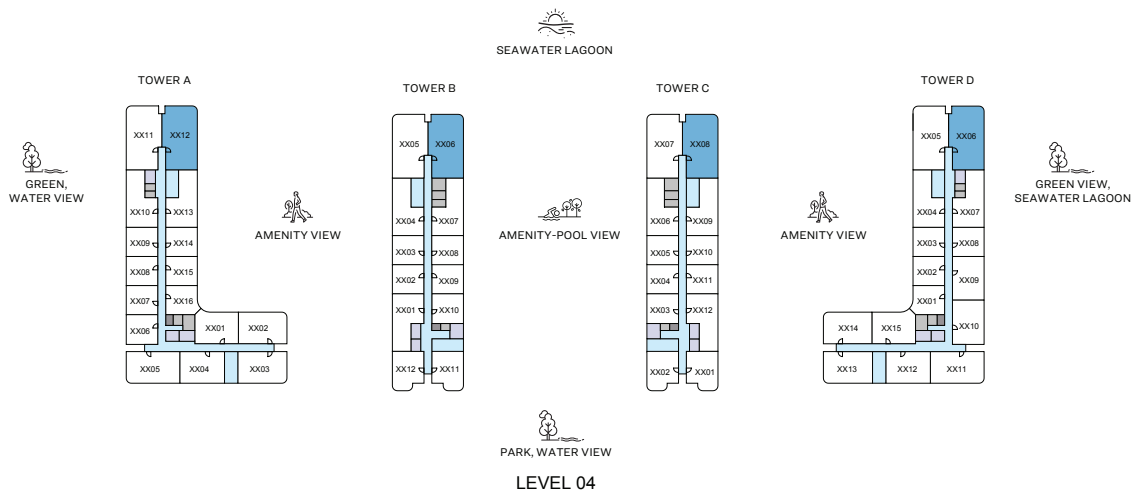 SEAWATER LAGOON
TOWER A
TOWER B
TOWER C
TOWER D
GREEN,
WATER VIEW
AMENITY VIEW
AMENITY-POOL VIEW
AMENITY VIEW
GREEN VIEW,
SEAWATER LAGOON
XX11 XX12
XX10 XX13
XX09 XX14
XX08 XX15
XX07 XX16
XX06 XX01 XX02
XX05 XX04 XX03
XX05 XX06
XX04 XX07
XX03 XX08
XX02 XX09
XX01 XX10
XX12 XX11
XX07 XX08
XX06 XX09
XX05 XX10
XX04 XX11
XX03 XX12
XX02 XX01
XX05 XX06
XX04 XX07
XX03 XX08
XX02 XX09
XX01
XX14 XX15 XX10
XX13 XX12 XX11
PARK, WATER VIEW
LEVEL 04